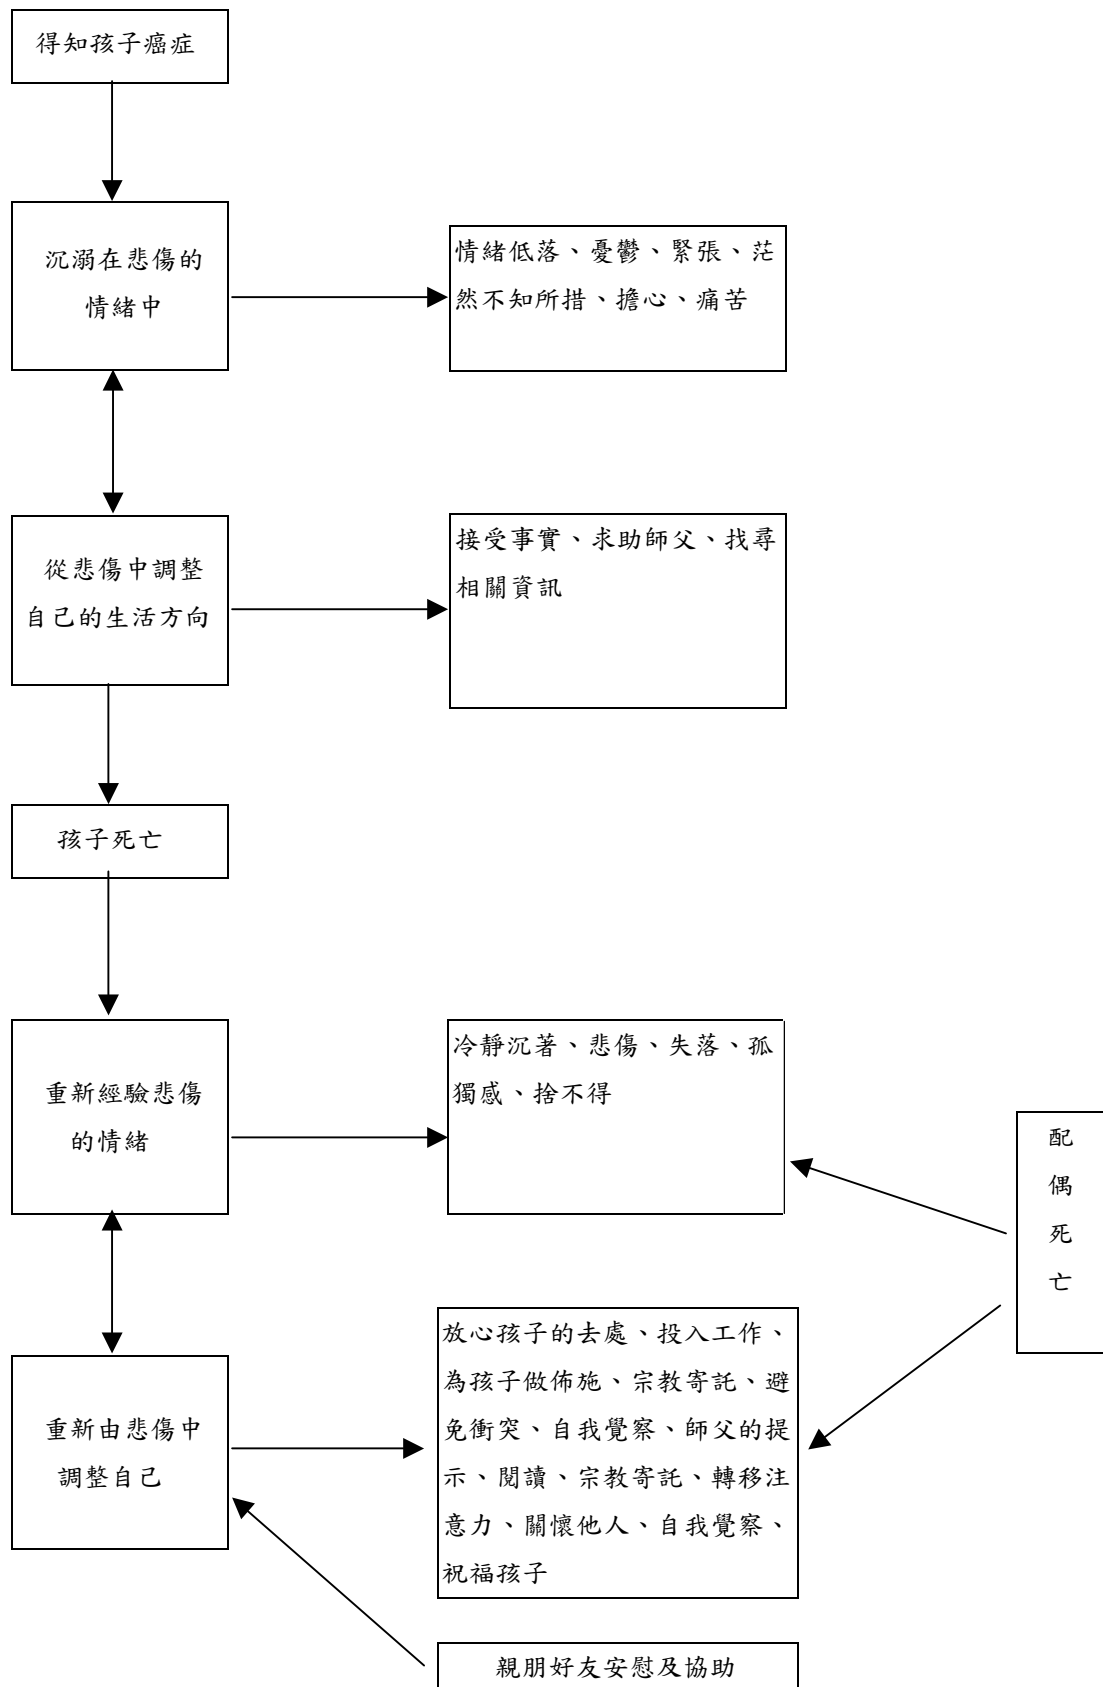 得知孩子癌症
沉溺在悲傷的
情緒中
情緒低落、憂鬱、緊張、茫
然不知所措、擔心、痛苦
從悲傷中調整
自己的生活方向
接受事實、求助師父、找尋
相關資訊
孩子死亡
重新經驗悲傷
的情緒
冷靜沉著、悲傷、失落、孤
獨感、捨不得
配
偶
死
亡
重新由悲傷中
調整自己
放心孩子的去處、投入工作、
為孩子做佈施、宗教寄託、避
免衝突、自我覺察、師父的提
示、閱讀、宗教寄託、轉移注
意力、關懷他人、自我覺察、
祝福孩子
親朋好友安慰及協助